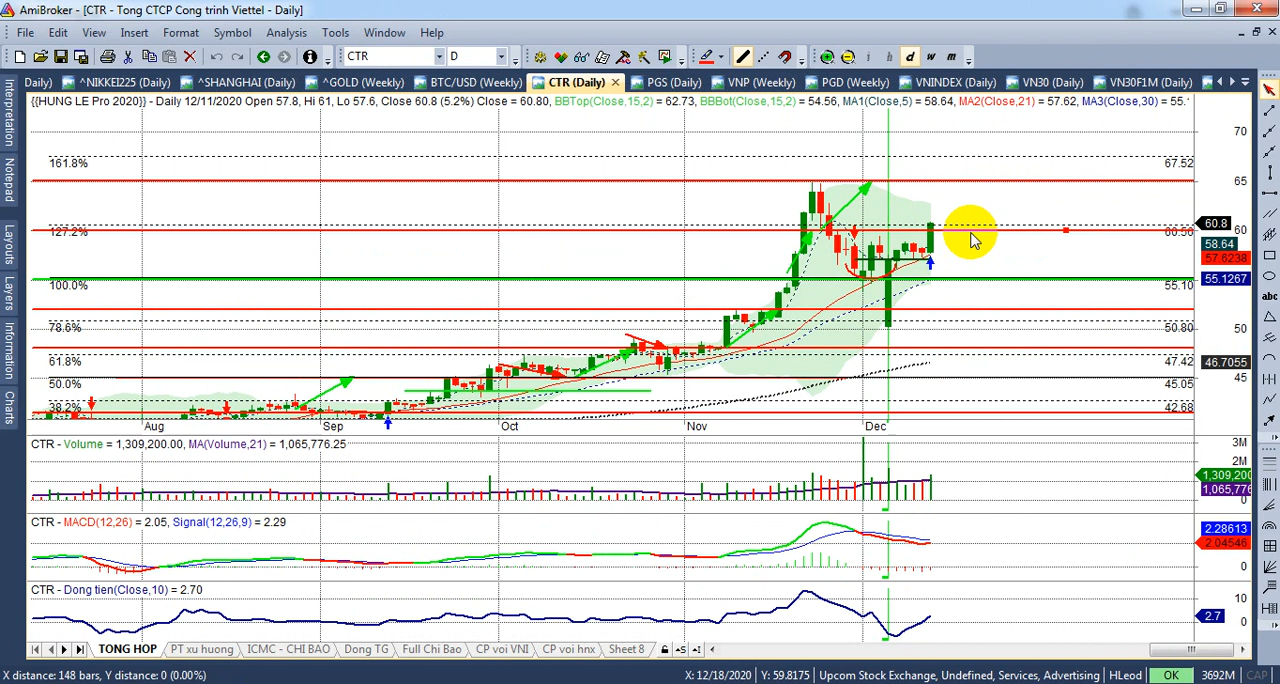 AmiBroker - [CTR - Tong CTCP Cong trinh Viettel - Daily]
File Edit View Insert Format Symbol Analysis Tools Window Help
CTR D i h d w m
Daily) ^NIKKEI225 (Daily) ^SHANGHAI (Daily) ^GOLD (Weekly) BTC/USD (Weekly) CTR (Daily) PGS (Daily) VNP (Weekly) PGD (Weekly) VNINDEX (Daily) VN30 (Daily) VN30F1M (Daily)
{{HUNG LE Pro 2020}} - Daily 12/11/2020 Open 57.8, Hi 61, Lo 57.6, Close 60.8 (5.2%) Close = 60.80, BBTop(Close,15,2) = 62.73, BBBot(Close,15,2) = 54.56, MA1(Close,5) = 58.64, MA2(Close,21) = 57.62, MA3(Close,30) = 55.1
Interpretation
Notepad
Layouts
Layers
Information
Charts
abc
70
161.8% 67.52
65
60.8
127.2% 60
58.64
57.6238
100.0% 55.10 55.1267
78.6% 50.80 50
61.8% 47.42 46.7055
50.0% 45.05 45
38.2% 42.68
Aug Sep Oct Nov Dec
CTR - Volume = 1,309,200.00, MA(Volume,21) = 1,065,776.25
3M
2M
1,309,200
1,065,776
0
CTR - MACD(12,26) = 2.05, Signal(12,26,9) = 2.29
2.28613
2.04546
0
CTR - Dong tien(Close,10) = 2.70
10
2.7
0
TONG HOP PT xu huong ICMC - CHI BAO Dong TG Full Chi Bao CP voi VNI CP voi hnx Sheet 8
X distance: 148 bars, Y distance: 0 (0.00%) X: 12/18/2020 Y: 59.8175 Upcom Stock Exchange, Undefined, Services, Advertising HLeod OK 3692M CAP